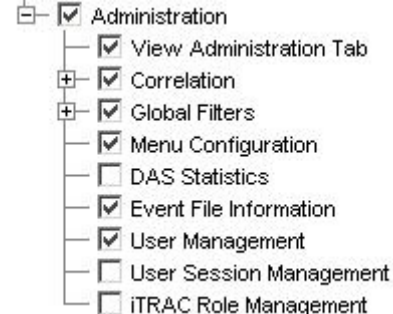 Administration
View Administration Tab
Correlation
Global Filters
Menu Configuration
DAS Statistics
Event File Information
User Management
User Session Management
iTRAC Role Management